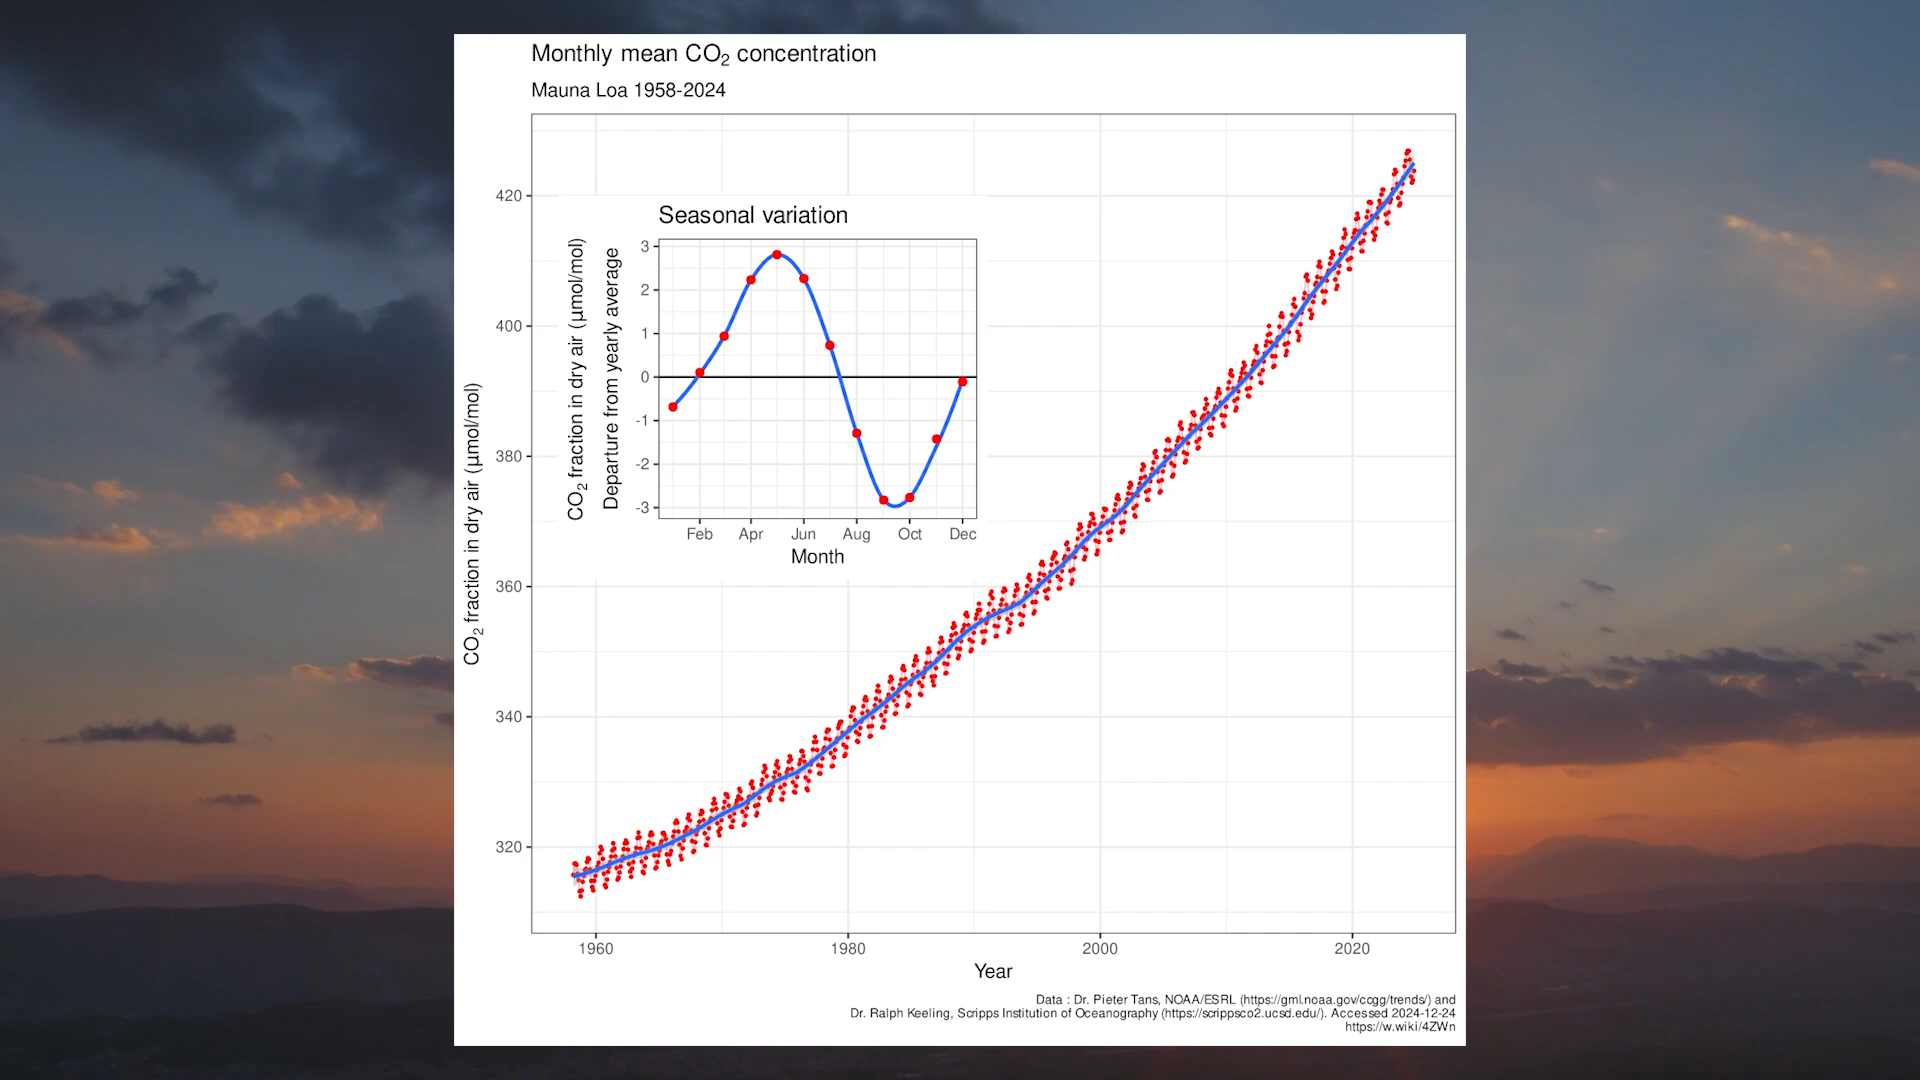 Monthly mean CO₂ concentration
Mauna Loa 1958-2024
CO₂ fraction in dry air (μmol/mol)
420
400
380
360
340
320
Seasonal variation
CO₂ fraction in dry air (μmol/mol)
Departure from yearly average
3
2
1
0
-1
-2
-3
Feb Apr Jun Aug Oct Dec
Month
1960 1980 2000 2020
Year
Data : Dr. Pieter Tans, NOAA/ESRL (https://gml.noaa.gov/ccgg/trends/) and
Dr. Ralph Keeling, Scripps Institution of Oceanography (https://scrippsco2.ucsd.edu/). Accessed 2024-12-24
https://w.wiki/4ZWn